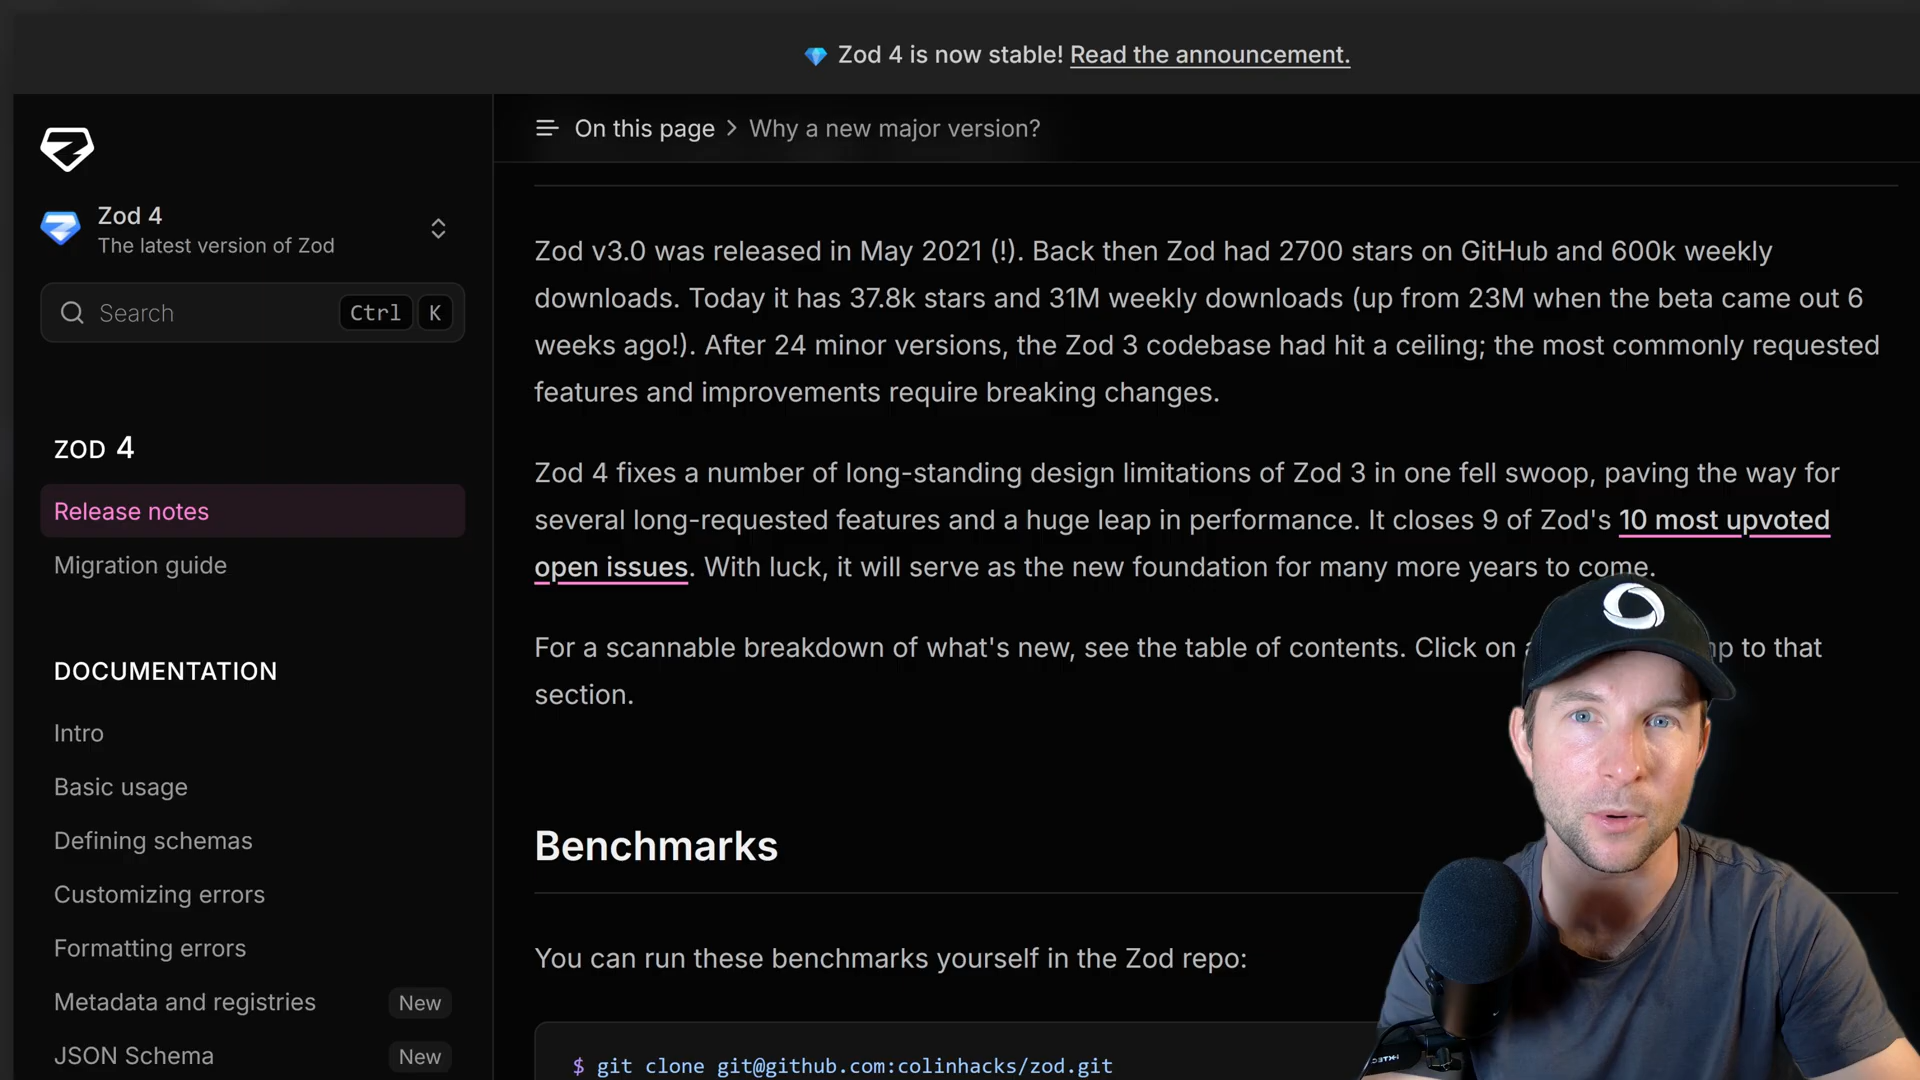 Zod 4 is now stable! Read the announcement.
On this page > Why a new major version?
Zod 4
The latest version of Zod
Search Ctrl K
ZOD 4
Release notes
Migration guide
DOCUMENTATION
Intro
Basic usage
Defining schemas
Customizing errors
Formatting errors
Metadata and registries New
JSON Schema New
Zod v3.0 was released in May 2021 (!). Back then Zod had 2700 stars on GitHub and 600k weekly
downloads. Today it has 37.8k stars and 31M weekly downloads (up from 23M when the beta came out 6
weeks ago!). After 24 minor versions, the Zod 3 codebase had hit a ceiling; the most commonly requested
features and improvements require breaking changes.
Zod 4 fixes a number of long-standing design limitations of Zod 3 in one fell swoop, paving the way for
several long-requested features and a huge leap in performance. It closes 9 of Zod's 10 most upvoted
open issues. With luck, it will serve as the new foundation for many more years to come.
For a scannable breakdown of what's new, see the table of contents. Click on to that
section.
Benchmarks
You can run these benchmarks yourself in the Zod repo:
$ git clone git@github.com:colinhacks/zod.git